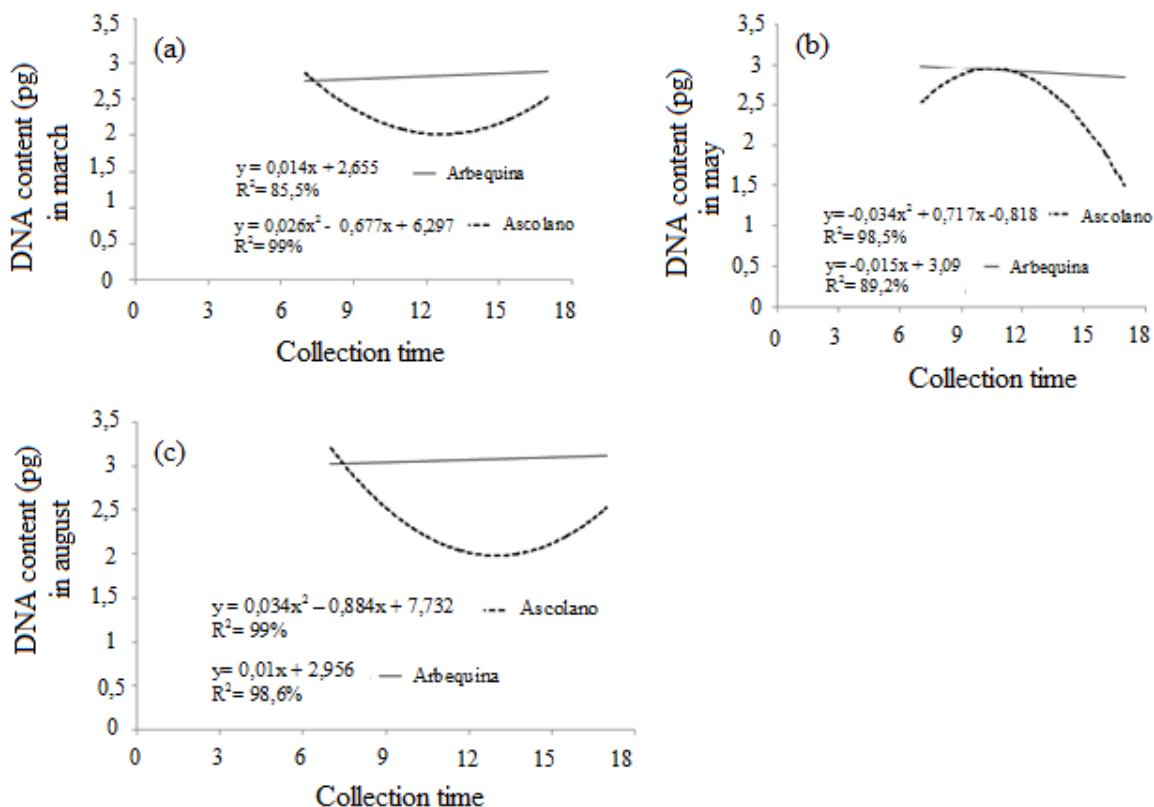 (a)
DNA content (pg)
in march
3,5
3
2,5
2
1,5
1
0,5
0
y = 0,014x + 2,655
R²= 85,5%
Arbequina
y = 0,026x² - 0,677x + 6,297
R²= 99%
Ascolano
0 3 6 9 12 15 18
Collection time
(b)
DNA content (pg)
in may
3,5
3
2,5
2
1,5
1
0,5
0
y= -0,034x² + 0,717x -0,818
R²= 98,5%
Ascolano
y= -0,015x + 3,09
R²= 89,2%
Arbequina
0 3 6 9 12 15 18
Collection time
(c)
DNA content (pg)
in august
3,5
3
2,5
2
1,5
1
0,5
0
y = 0,034x² – 0,884x + 7,732
R²= 99%
Ascolano
y= 0,01x + 2,956
R²= 98,6%
Arbequina
0 3 6 9 12 15 18
Collection time